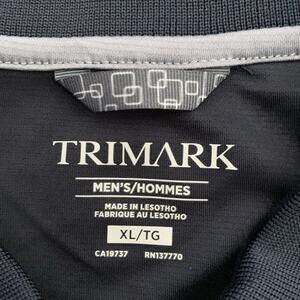 TRIMARK
MEN'S/HOMMES
MADE IN LESOTHO
FABRIQUE AU LESOTHO
XL/TG
CA19737 RN137770